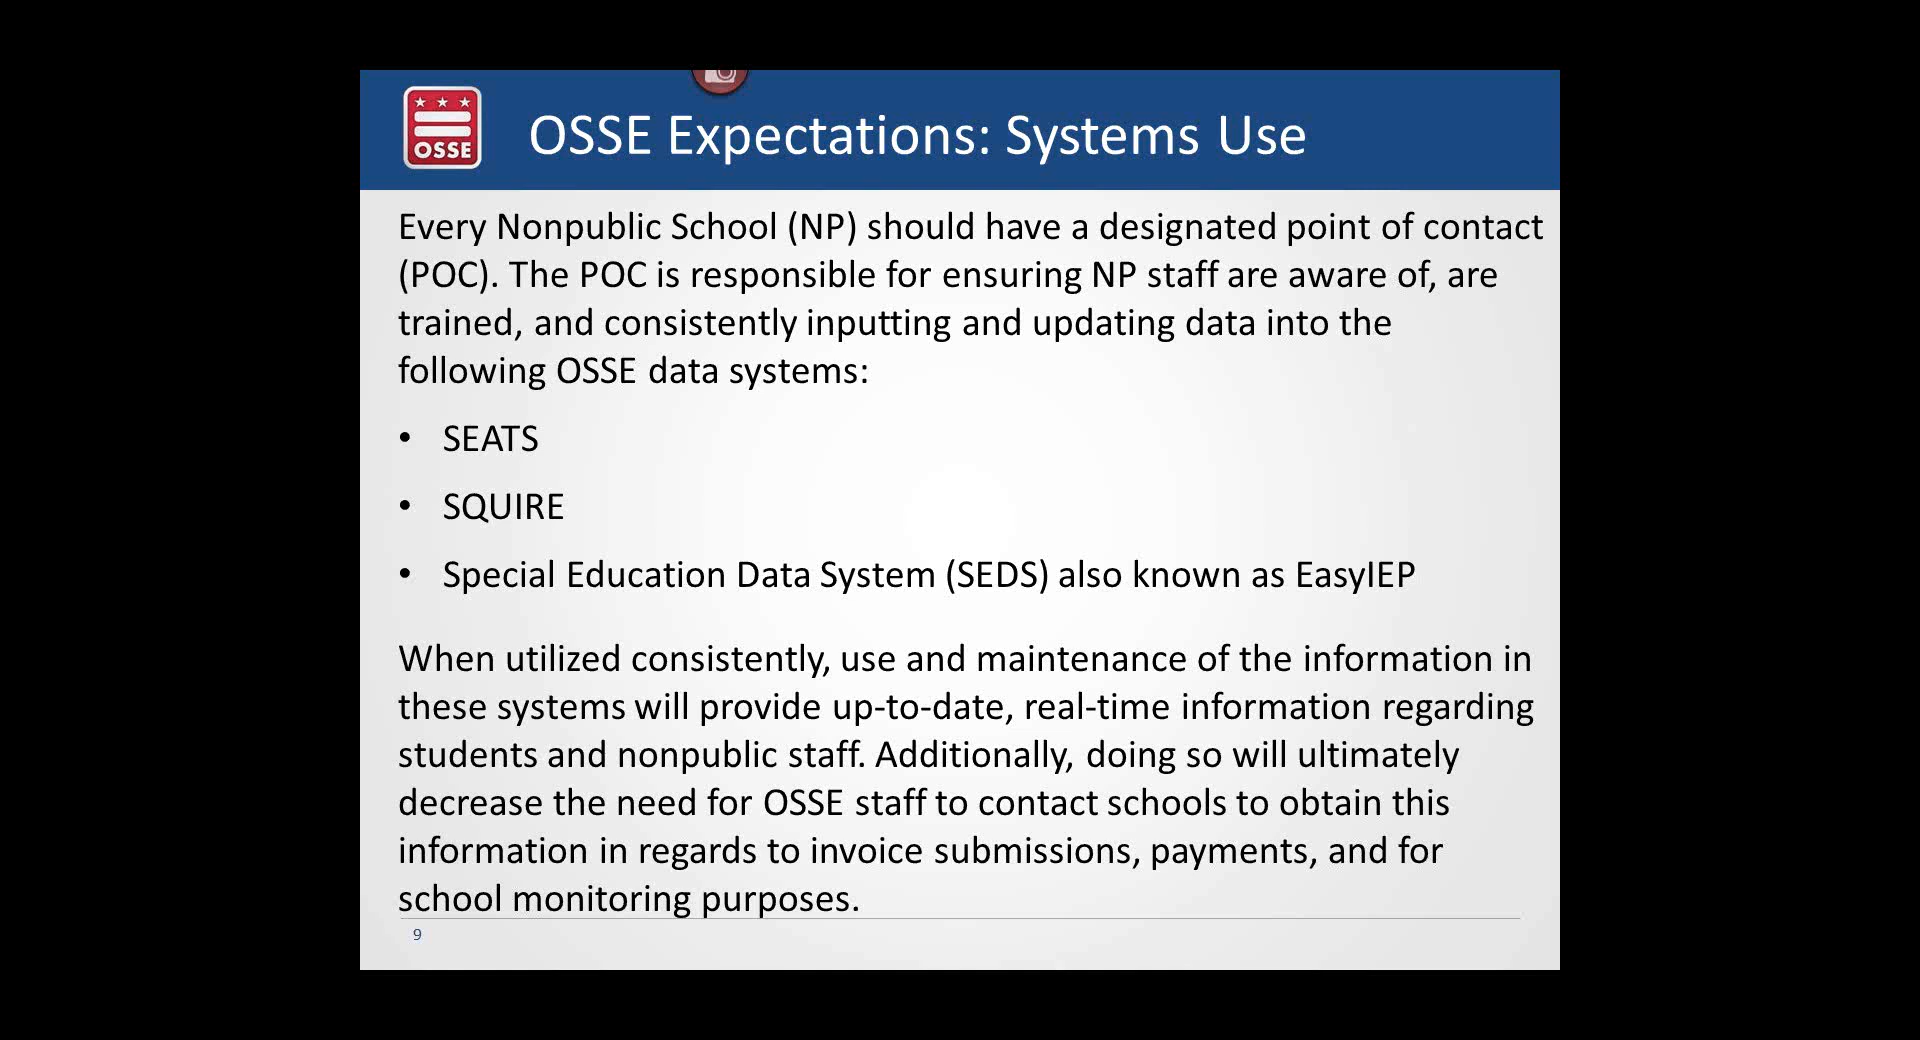 OSSE
OSSE Expectations: Systems Use
Every Nonpublic School (NP) should have a designated point of contact
(POC). The POC is responsible for ensuring NP staff are aware of, are
trained, and consistently inputting and updating data into the
following OSSE data systems:
• SEATS
• SQUIRE
• Special Education Data System (SEDS) also known as EasyIEP
When utilized consistently, use and maintenance of the information in
these systems will provide up-to-date, real-time information regarding
students and nonpublic staff. Additionally, doing so will ultimately
decrease the need for OSSE staff to contact schools to obtain this
information in regards to invoice submissions, payments, and for
school monitoring purposes.
9